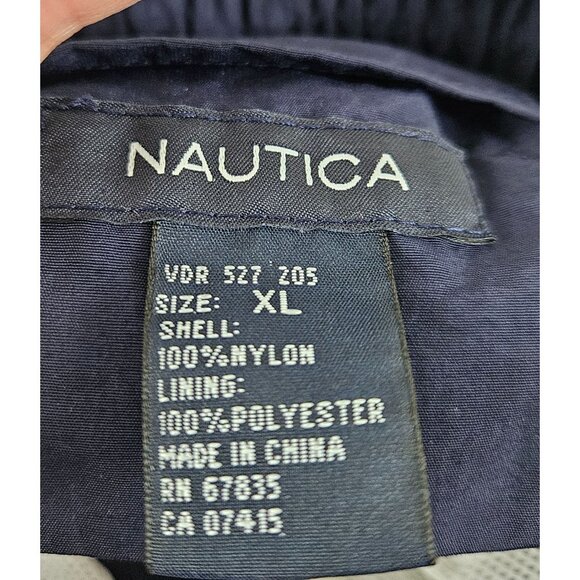 NAUTICA
VDR 527 205
SIZE: XL
SHELL:
100%NYLON
LINING:
100%POLYESTER
MADE IN CHINA
RN 67835
CA 07415